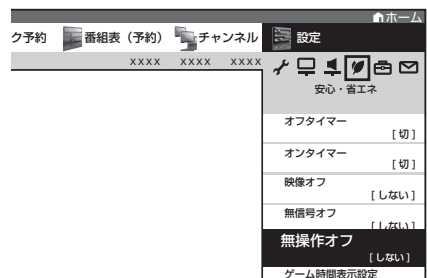 ホーム
ク予約 番組表（予約） チャンネル 設定
xxxx xxxx xxxx
安心・省エネ
オフタイマー
[切]
オンタイマー
[切]
映像オフ
[しない]
無信号オフ
[しない]
無操作オフ
[しない]
ゲーム時間表示設定